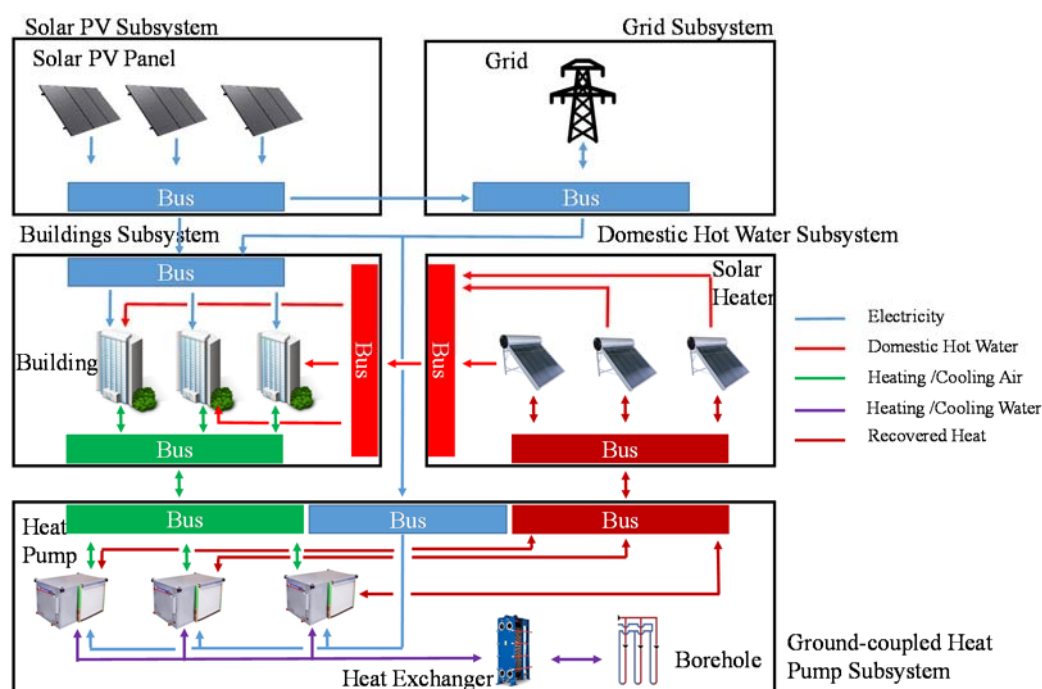 Solar PV Subsystem
Grid Subsystem
Solar PV Panel
Grid
Bus
Bus
Buildings Subsystem
Domestic Hot Water Subsystem
Bus
Solar
Heater
Building
Bus
Bus
Bus
Bus
Electricity
Domestic Hot Water
Heating /Cooling Air
Heating /Cooling Water
Recovered Heat
Bus
Bus
Bus
Heat
Pump
Heat Exchanger
Borehole
Ground-coupled Heat
Pump Subsystem